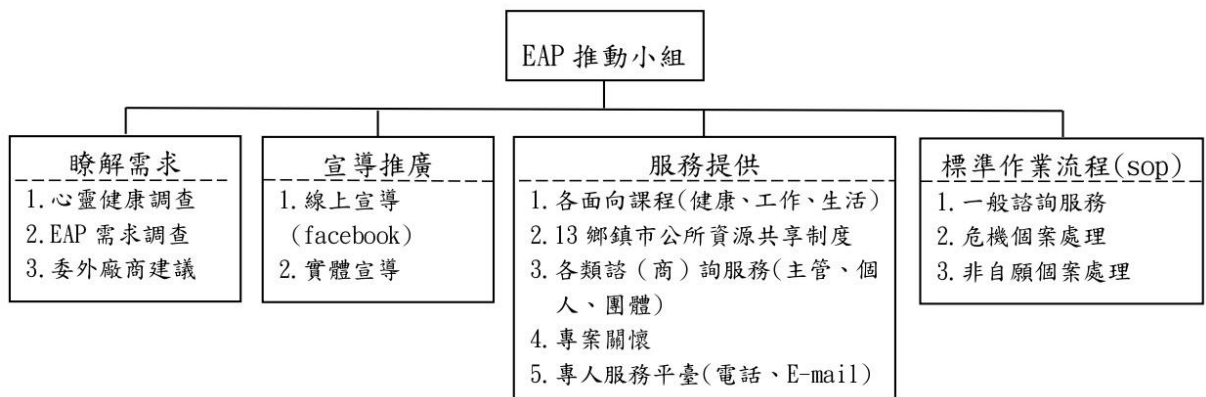 EAP 推動小組
瞭解需求
1.心靈健康調查
2.EAP 需求調查
3.委外廠商建議
宣導推廣
1.線上宣導
(facebook)
2.實體宣導
服務提供
1.各面向課程(健康、工作、生活)
2.13 鄉鎮市公所資源共享制度
3.各類諮（商）詢服務(主管、個
人、團體)
4.專案關懷
5.專人服務平臺(電話、E-mail)
標準作業流程(sop)
1.一般諮詢服務
2.危機個案處理
3.非自願個案處理